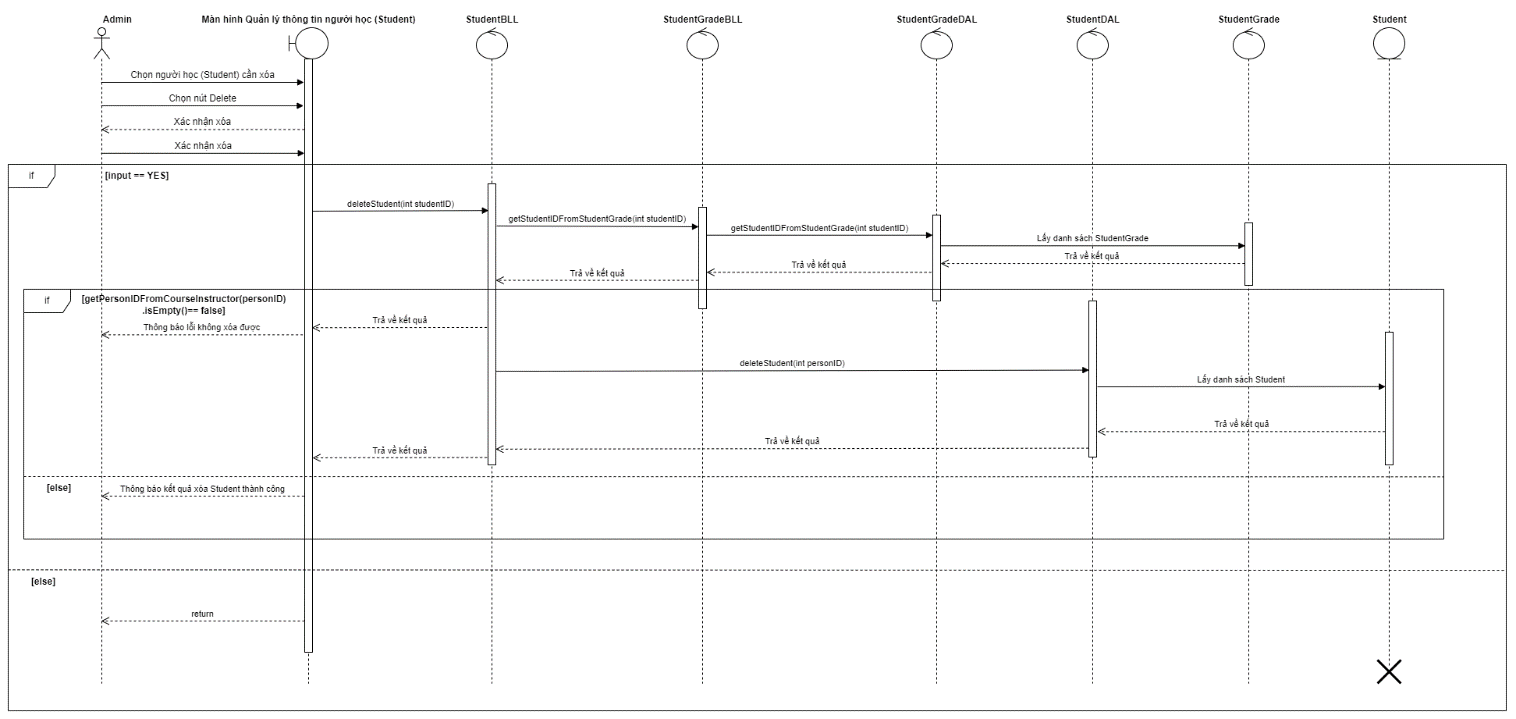 Admin
Màn hình Quản lý thông tin người học (Student)
StudentBLL
StudentGradeBLL
StudentGradeDAL
StudentDAL
StudentGrade
Student
Chọn người học (Student) cần xóa
Chọn nút Delete
Xác nhận xóa
Xác nhận xóa
if
[input == YES]
deleteStudent(int studentID)
getStudentIDFromStudentGrade(int studentID)
getStudentIDFromStudentGrade(int studentID)
Lấy danh sách StudentGrade
Trả về kết quả
Trả về kết quả
Trả về kết quả
if
[getPersonIDFromCourseInstructor(personID)
.isEmpty()== false]
Trả về kết quả
Thông báo lỗi không xóa được
deleteStudent(int personID)
Lấy danh sách Student
Trả về kết quả
Trả về kết quả
Trả về kết quả
[else]
Thông báo kết quả xóa Student thành công
[else]
return